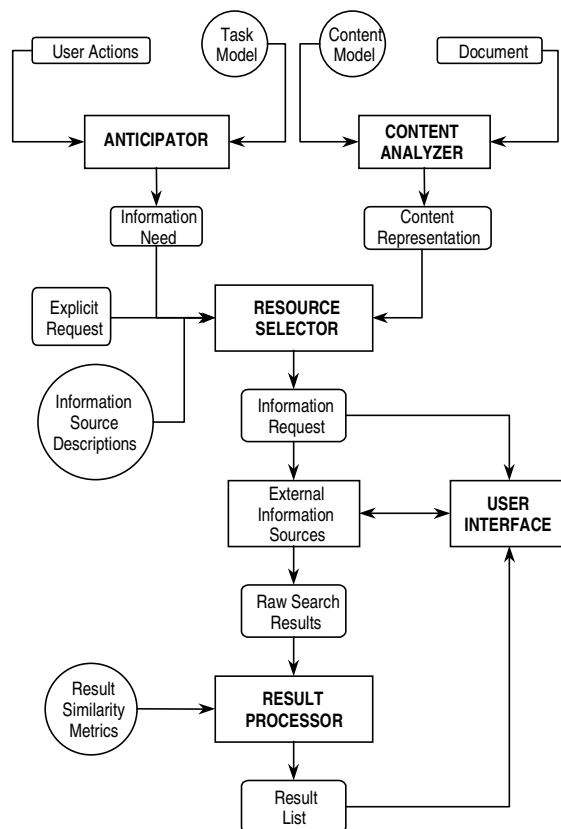 User Actions
Task
Model
Content
Model
Document
ANTICIPATOR
CONTENT
ANALYZER
Information
Need
Content
Representation
Explicit
Request
RESOURCE
SELECTOR
Information
Source
Descriptions
Information
Request
External
Information
Sources
USER
INTERFACE
Raw Search
Results
Result
Similarity
Metrics
RESULT
PROCESSOR
Result
List